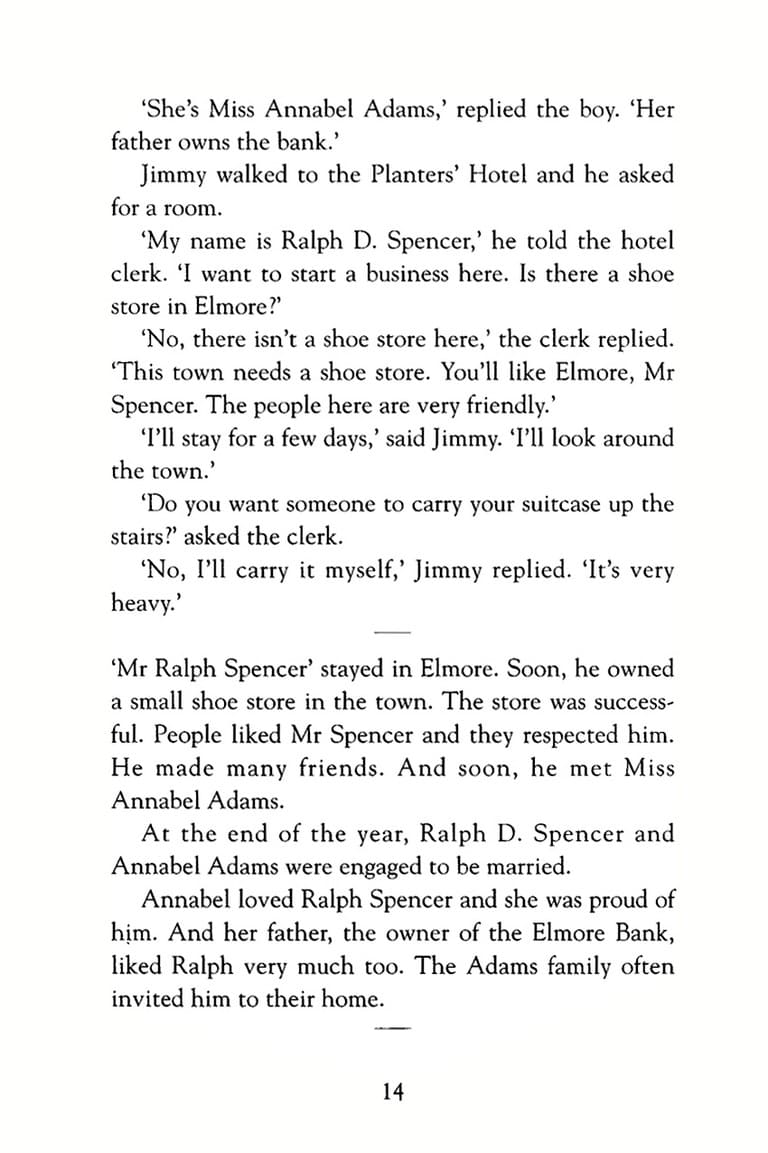 ‘She’s Miss Annabel Adams,’ replied the boy. ‘Her
father owns the bank.’
Jimmy walked to the Planters’ Hotel and he asked
for a room.
‘My name is Ralph D. Spencer,’ he told the hotel
clerk. ‘I want to start a business here. Is there a shoe
store in Elmore?’
‘No, there isn’t a shoe store here,’ the clerk replied.
‘This town needs a shoe store. You’ll like Elmore, Mr
Spencer. The people here are very friendly.’
‘I’ll stay for a few days,’ said Jimmy. ‘I’ll look around
the town.’
‘Do you want someone to carry your suitcase up the
stairs?’ asked the clerk.
‘No, I’ll carry it myself,’ Jimmy replied. ‘It’s very
heavy.’
‘Mr Ralph Spencer’ stayed in Elmore. Soon, he owned
a small shoe store in the town. The store was success-
ful. People liked Mr Spencer and they respected him.
He made many friends. And soon, he met Miss
Annabel Adams.
At the end of the year, Ralph D. Spencer and
Annabel Adams were engaged to be married.
Annabel loved Ralph Spencer and she was proud of
him. And her father, the owner of the Elmore Bank,
liked Ralph very much too. The Adams family often
invited him to their home.
14